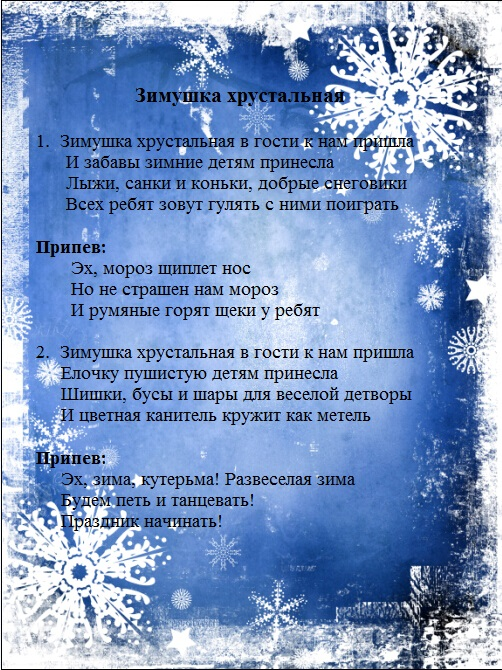 Зимушка хрустальная
1. Зимушка хрустальная в гости к нам пришла
И забавы зимние детям принесла
Лыжи, санки и коньки, добрые снеговики
Всех ребят зовут гулять с ними поиграть
Припев:
Эх, мороз щиплет нос
Но не страшен нам мороз
И румяные горят щеки у ребят
2. Зимушка хрустальная в гости к нам пришла
Елочку пушистую детям принесла
Шишки, бусы и шары для веселой детворы
И цветная канитель кружит как метель
Припев:
Эх, зима, кутерьма! Развеселая зима
Будем петь и танцевать!
Праздник начинать!